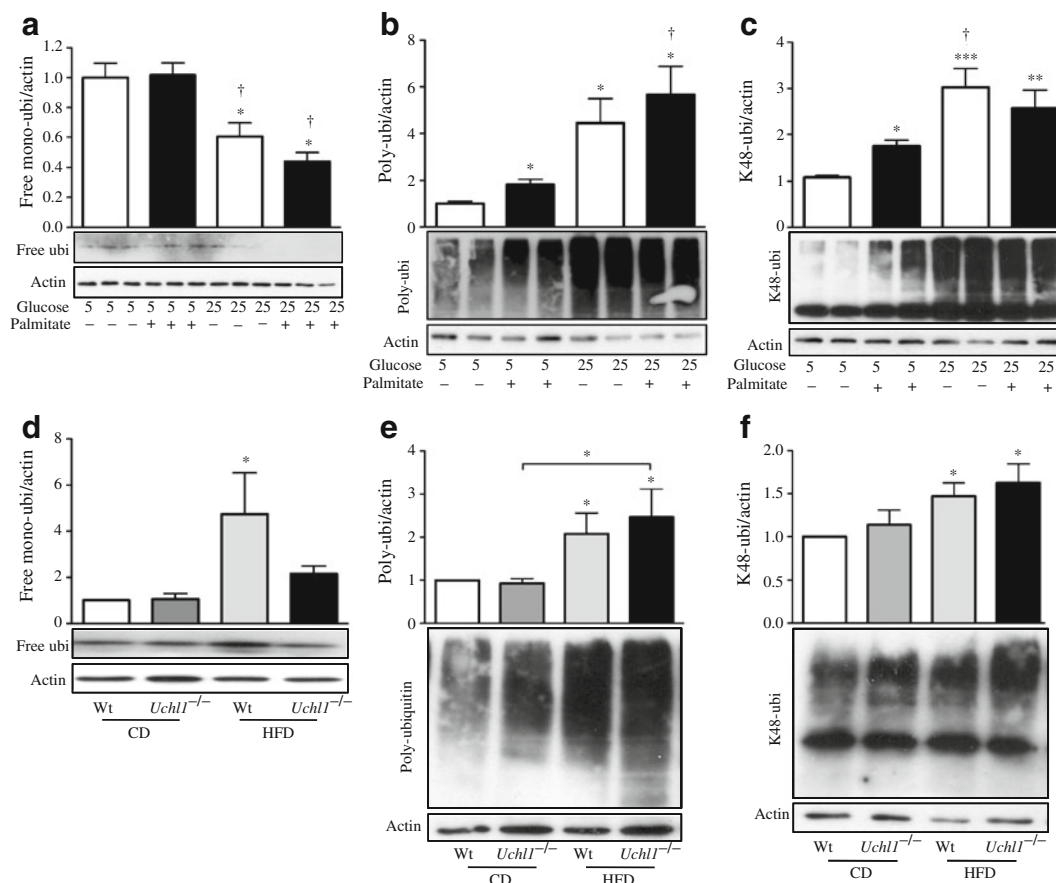 a
Free mono-ubi/actin
1.2
1.0
0.8
0.6
0.4
0.2
0.0
†
*
†
*
Free ubi
Actin
Glucose 5 5 5 5 5 25 25 25 25 25 25
Palmitate – – + + + – – – + + +
b
Poly-ubi/actin
8
6
4
2
0
*
*
†
*
Poly-ubi
Actin
Glucose 5 5 5 5 25 25 25 25
Palmitate – – + + – – + +
c
K48-ubi/actin
4
3
2
1
0
*
†
***
**
K48-ubi
Actin
Glucose 5 5 5 5 25 25 25 25
Palmitate – – + + – – + +
d
Free mono-ubi/actin
8
6
4
2
0
*
Free ubi
Actin
Wt Uchl1−/− Wt Uchl1−/−
CD HFD
e
Poly-ubi/actin
4
3
2
1
0
*
*
*
Poly-ubiquitin
Actin
Wt Uchl1−/− Wt Uchl1−/−
CD HFD
f
K48-ubi/actin
2.0
1.5
1.0
0.5
0.0
*
*
K48-ubi
Actin
Wt Uchl1−/− Wt Uchl1−/−
CD HFD